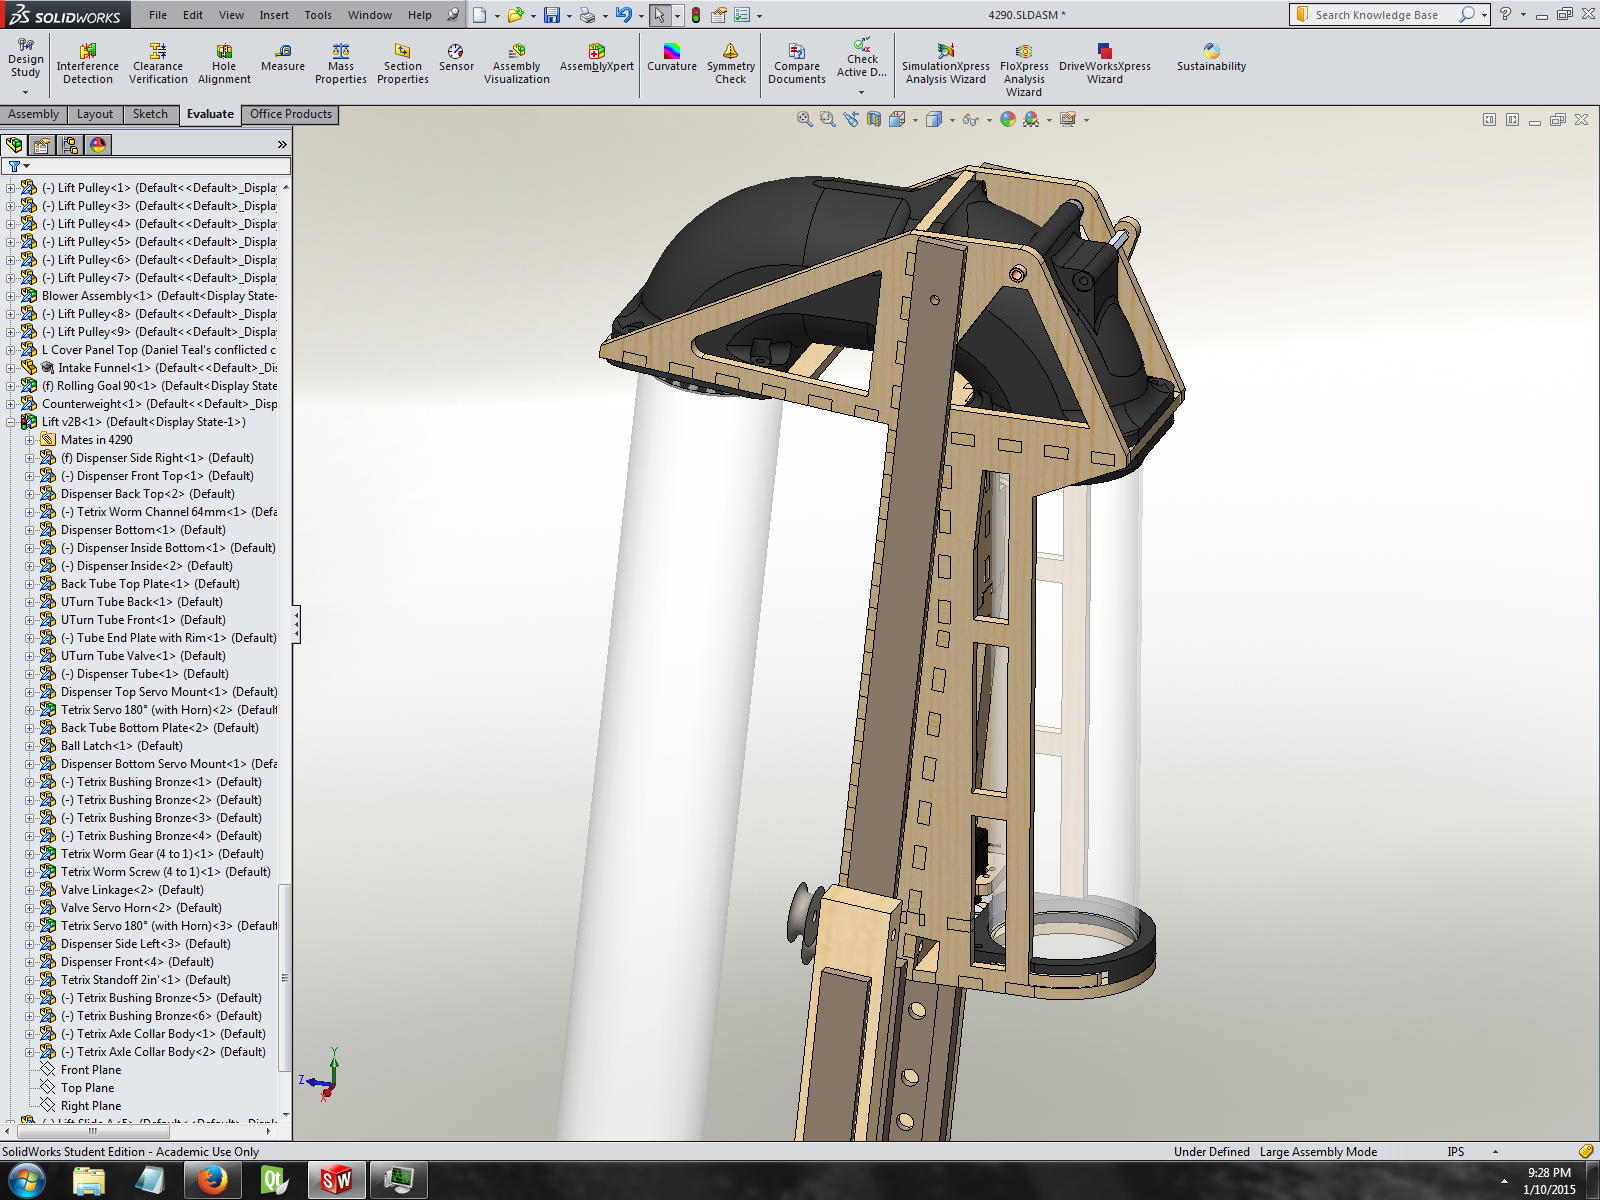 SOLIDWORKS
File Edit View Insert Tools Window Help
4290.SLDASM *
Search Knowledge Base
Design Study
Interference Detection
Clearance Verification
Hole Alignment
Measure
Mass Properties
Section Properties
Sensor
Assembly Visualization
AssemblyXpert
Curvature
Symmetry Check
Compare Documents
Check Active D...
SimulationXpress Analysis Wizard
FloXpress Analysis Wizard
DriveWorksXpress Wizard
Sustainability
Assembly Layout Sketch Evaluate Office Products
(-) Lift Pulley<1> (Default<<Default>_Displa
(-) Lift Pulley<3> (Default<<Default>_Displa
(-) Lift Pulley<4> (Default<<Default>_Displa
(-) Lift Pulley<5> (Default<<Default>_Displa
(-) Lift Pulley<6> (Default<<Default>_Displa
(-) Lift Pulley<7> (Default<<Default>_Displa
Blower Assembly<1> (Default<Display State-
(-) Lift Pulley<8> (Default<<Default>_Displa
(-) Lift Pulley<9> (Default<<Default>_Displa
L Cover Panel Top (Daniel Teal's conflicted c
Intake Funnel<1> (Default<<Default>_Di
(f) Rolling Goal 90<1> (Default<Display State
Counterweight<1> (Default<<Default>_Disp
Lift v2B<1> (Default<Display State-1>)
Mates in 4290
(f) Dispenser Side Right<1> (Default)
(-) Dispenser Front Top<1> (Default)
Dispenser Back Top<2> (Default)
(-) Tetrix Worm Channel 64mm<1> (Defa
Dispenser Bottom<1> (Default)
(-) Dispenser Inside Bottom<1> (Default)
(-) Dispenser Inside<2> (Default)
Back Tube Top Plate<1> (Default)
UTurn Tube Back<1> (Default)
UTurn Tube Front<1> (Default)
(-) Tube End Plate with Rim<1> (Default)
UTurn Tube Valve<1> (Default)
(-) Dispenser Tube<1> (Default)
Dispenser Top Servo Mount<1> (Default)
Tetrix Servo 180° (with Horn)<2> (Default
Back Tube Bottom Plate<2> (Default)
Ball Latch<1> (Default)
Dispenser Bottom Servo Mount<1> (Defa
(-) Tetrix Bushing Bronze<1> (Default)
(-) Tetrix Bushing Bronze<2> (Default)
(-) Tetrix Bushing Bronze<3> (Default)
(-) Tetrix Bushing Bronze<4> (Default)
Tetrix Worm Gear (4 to 1)<1> (Default)
Tetrix Worm Screw (4 to 1)<1> (Default)
Valve Linkage<2> (Default)
Valve Servo Horn<2> (Default)
Tetrix Servo 180° (with Horn)<3> (Default
Dispenser Side Left<3> (Default)
Dispenser Front<4> (Default)
Tetrix Standoff 2in'<1> (Default)
(-) Tetrix Bushing Bronze<5> (Default)
(-) Tetrix Bushing Bronze<6> (Default)
(-) Tetrix Axle Collar Body<1> (Default)
(-) Tetrix Axle Collar Body<2> (Default)
Front Plane
Top Plane
Right Plane
Y
Z
X
SolidWorks Student Edition - Academic Use Only
Under Defined Large Assembly Mode IPS
Qt
SW
9:28 PM
1/10/2015